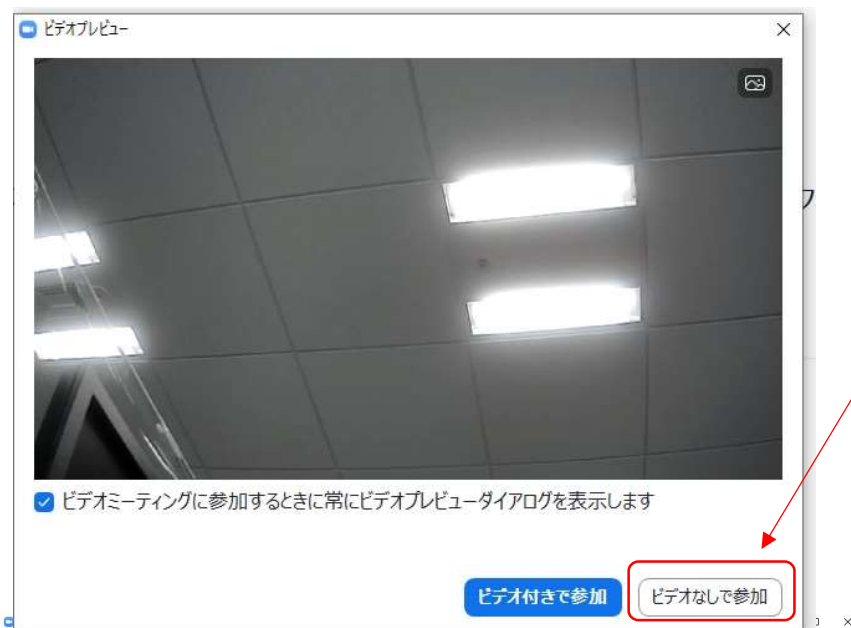 ビデオプレビュー
フ
ビデオミーティングに参加するときに常にビデオプレビューダイアログを表示します
ビデオ付きで参加
ビデオなしで参加